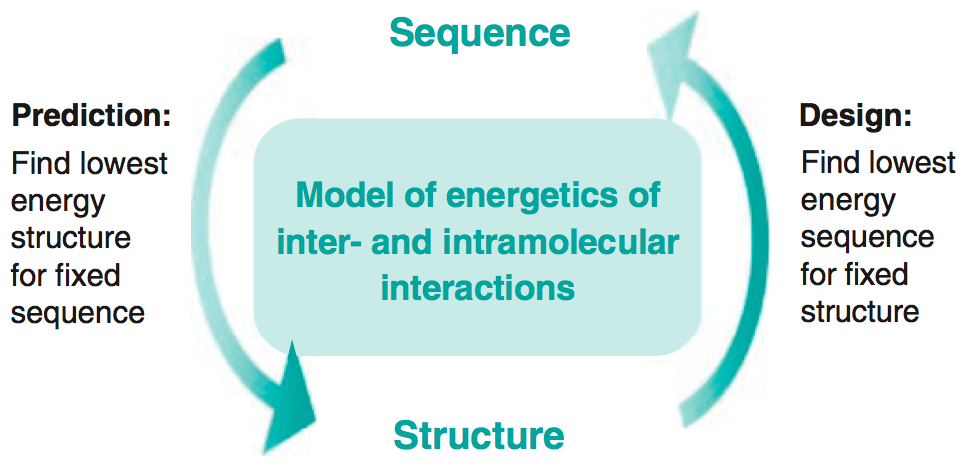 Sequence
Prediction:
Find lowest
energy
structure
for fixed
sequence
Model of energetics of
inter- and intramolecular
interactions
Design:
Find lowest
energy
sequence
for fixed
structure
Structure